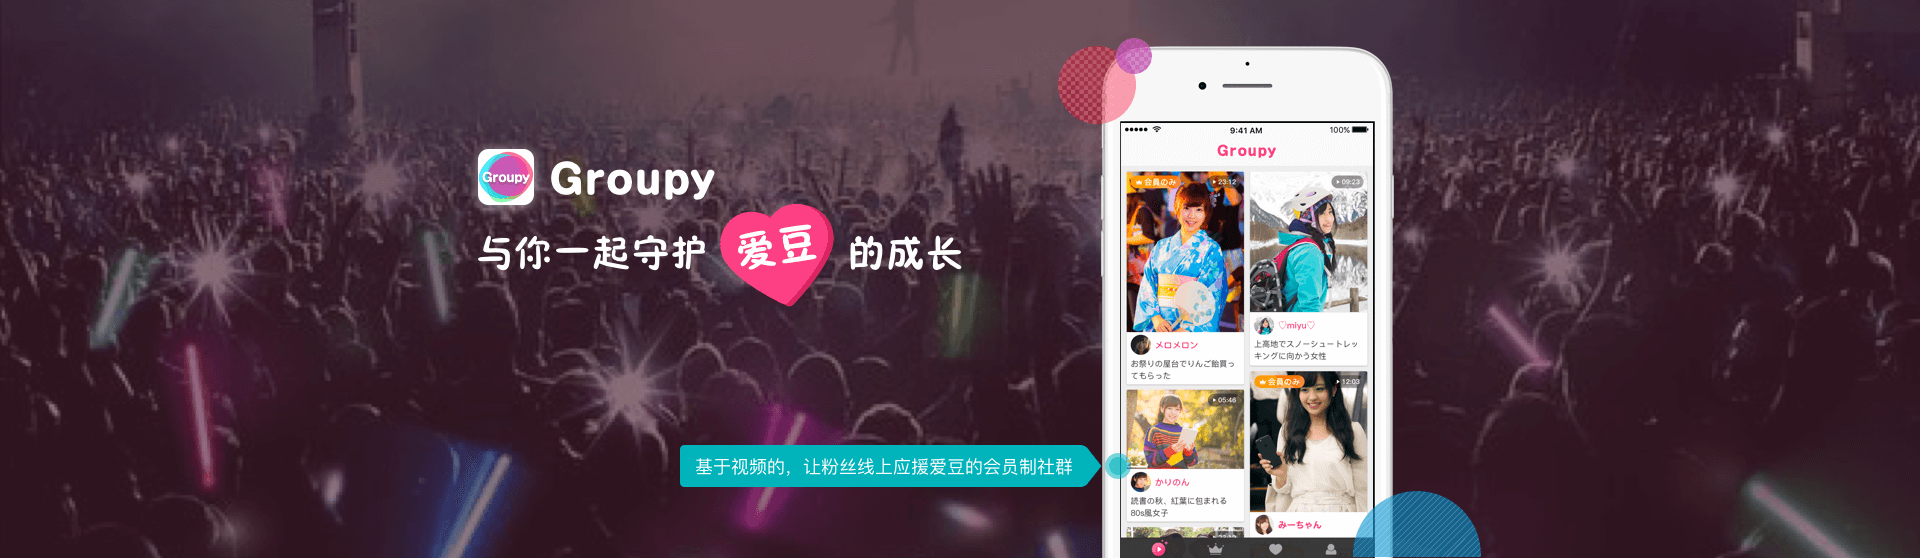 Groupy
Groupy
与你一起守护 爱豆 的成长
基于视频的，让粉丝线上应援爱豆的会员制社群
9:41 AM
100%
Groupy
会員のみ
23:12
メロメロン
お祭りの屋台でりんご飴買っ
てもらった
05:46
かりのん
読書の秋、紅葉に包まれる
80s風女子
09:23
♡miyu♡
上高地でスノーシュートレッ
キングに向かう女性
会員のみ
12:03
みーちゃん